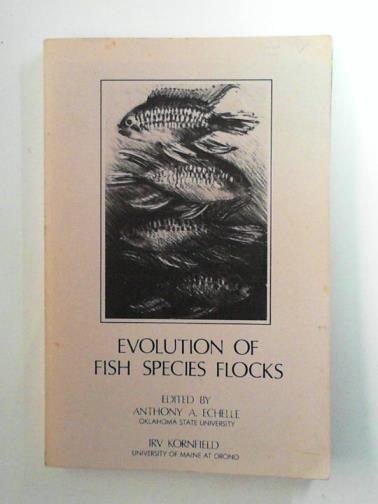 EVOLUTION OF
FISH SPECIES FLOCKS
EDITED BY
ANTHONY A. ECHELLE
OKLAHOMA STATE UNIVERSITY
IRV KORNFIELD
UNIVERSITY OF MAINE AT ORONO